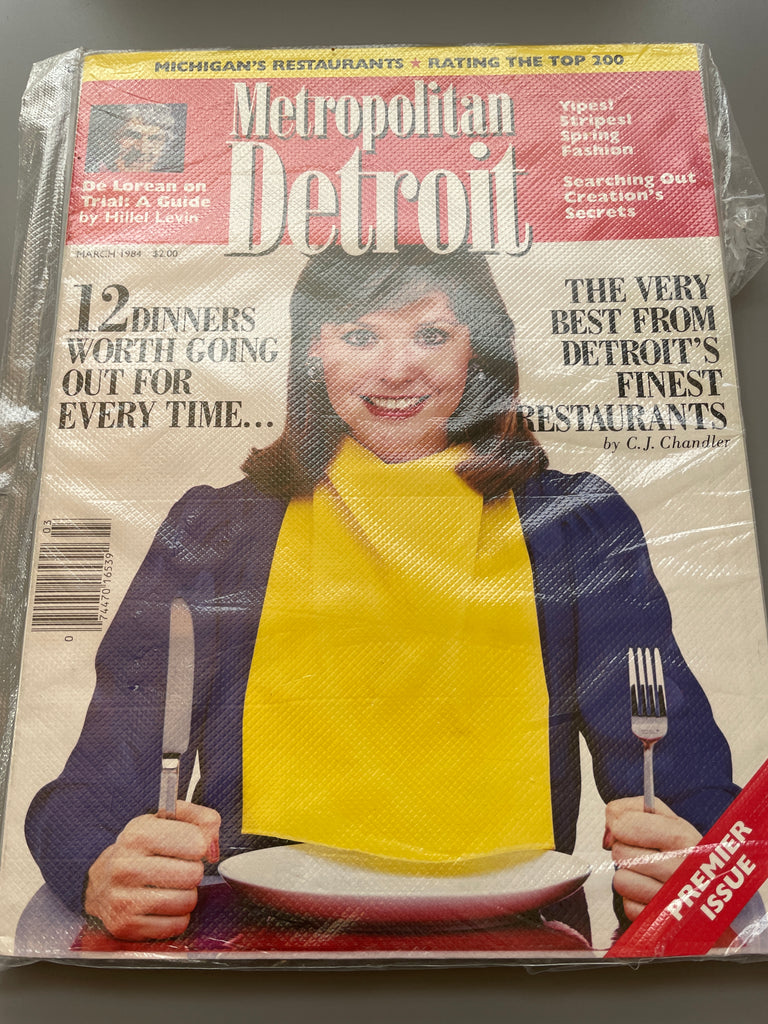 MICHIGAN'S RESTAURANTS ★ RATING THE TOP 200
Metropolitan
Detroit
De Lorean on
Trial: A Guide
by Hillel Levin
Yipes!
Stripes!
Spring
Fashion
Searching Out
Creation's
Secrets
MARCH 1984 $2.00
12 DINNERS
WORTH GOING
OUT FOR
EVERY TIME...
THE VERY
BEST FROM
DETROIT'S
FINEST
RESTAURANTS
by C.J. Chandler
03
0 74470 16539
PREMIER
ISSUE